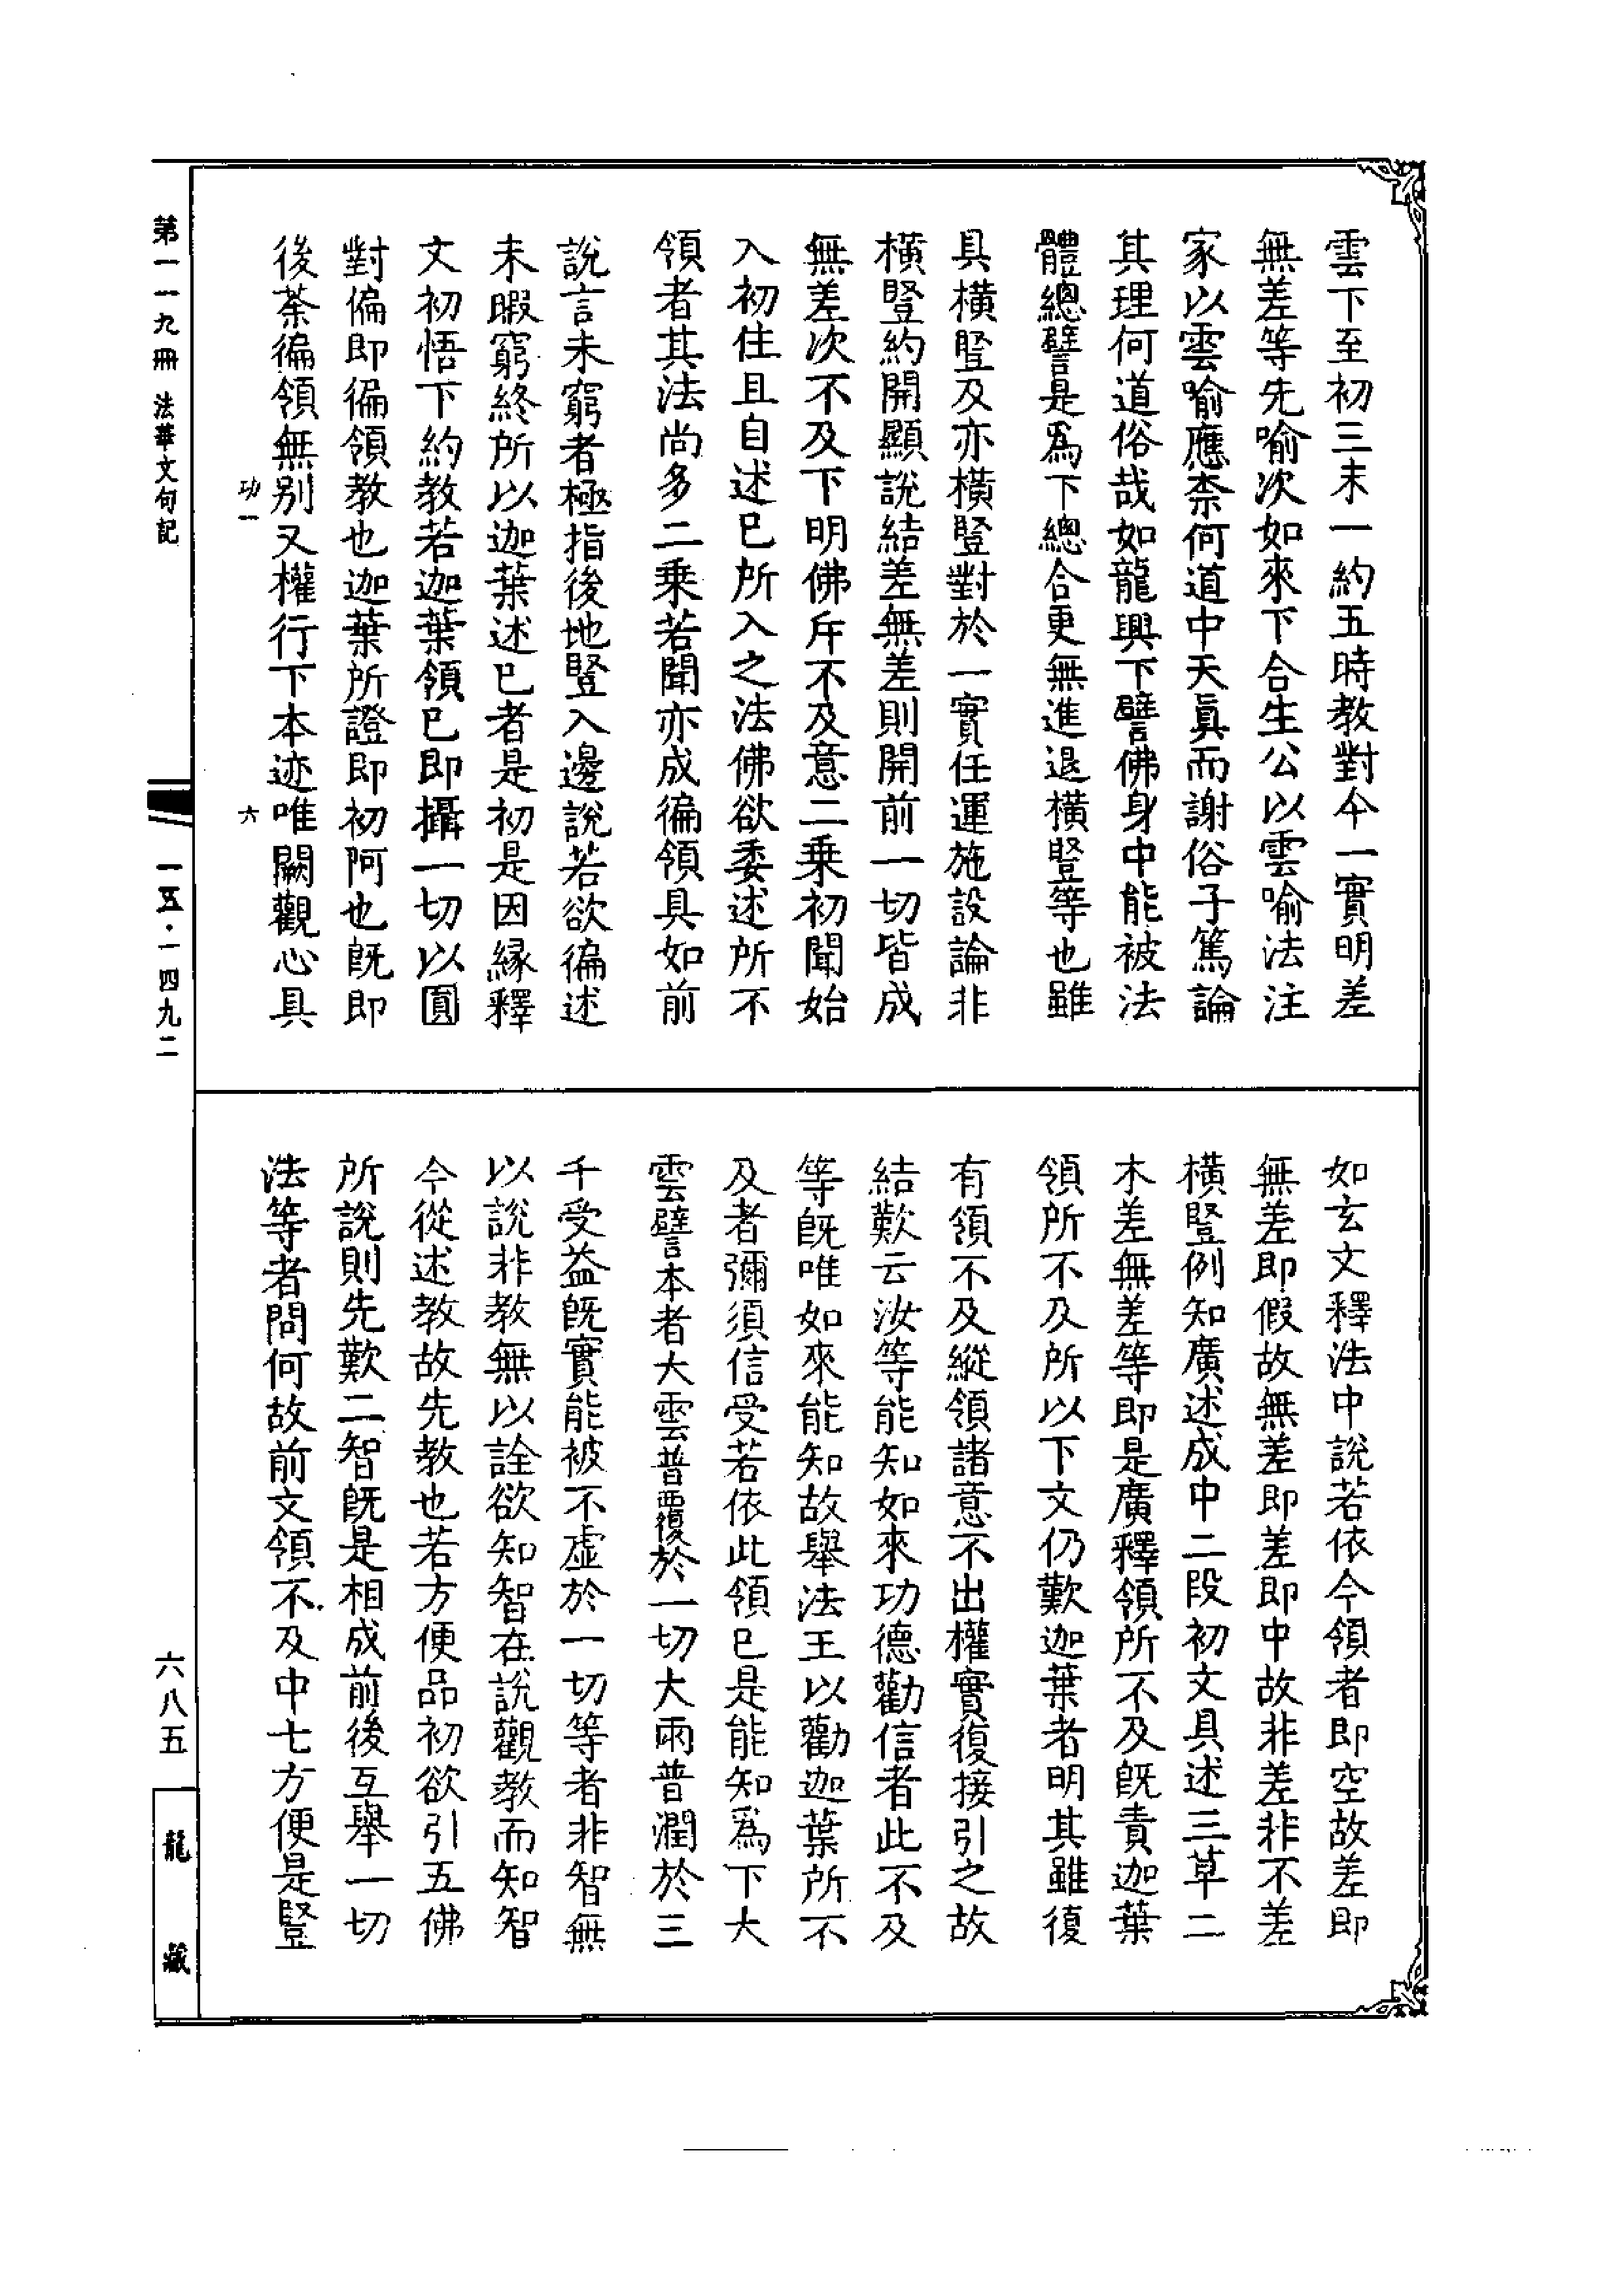 雲下至初三末一約五時教對今一實明差
無差等先喻次如來下合生公以雲喻法注
家以雲喻應柰何道中天眞而謝俗子篤論
其理何道俗哉如龍興下譬佛身中能被法
體總譬是爲下總合更無進退橫豎等也雖
具橫豎及亦橫豎對於一實任運施設論非
橫豎約開顯說結差無差則開前一切皆成
無差次不及下明佛斥不及意二乗初聞始
入初住且自述已所入之法佛欲委述所不
領者其法尚多二乗若聞亦成徧領具如前
說言未窮者極指後地豎入邊說若欲徧述
未暇窮終所以迦葉述已者是初是因緣釋
文初悟下約教若迦葉領已即攝一切以圓
對偏即徧領教也迦葉所證即初阿也旣即
後荼徧領無別又權行下本迹唯闕觀心具
如玄文釋法中說若依今領者即空故差即
無差即假故無差即差即中故非差非不差
橫豎例知廣述成中二段初文具述三草二
木差無差等即是廣釋領所不及旣責迦葉
領所不及所以下文仍歎迦葉者明其雖復
有領不及縱領諸意不出權實復接引之故
結歎云汝等能知如來功德勸信者此不及
等旣唯如來能知故舉法王以勸迦葉所不
及者彌須信受若依此領已是能知爲下大
雲譬本者大雲普覆於一切大雨普潤於三
千受益旣實能被不虛於一切等者非智無
以說非教無以詮欲知智在說觀教而知智
今從述教故先教也若方便品初欲引五佛
所說則先歎二智旣是相成前後互舉一切
法等者問何故前文領不及中七方便是豎
第一一九冊 法華文句記
功一
六
一五·一四九二
六八五
龍藏